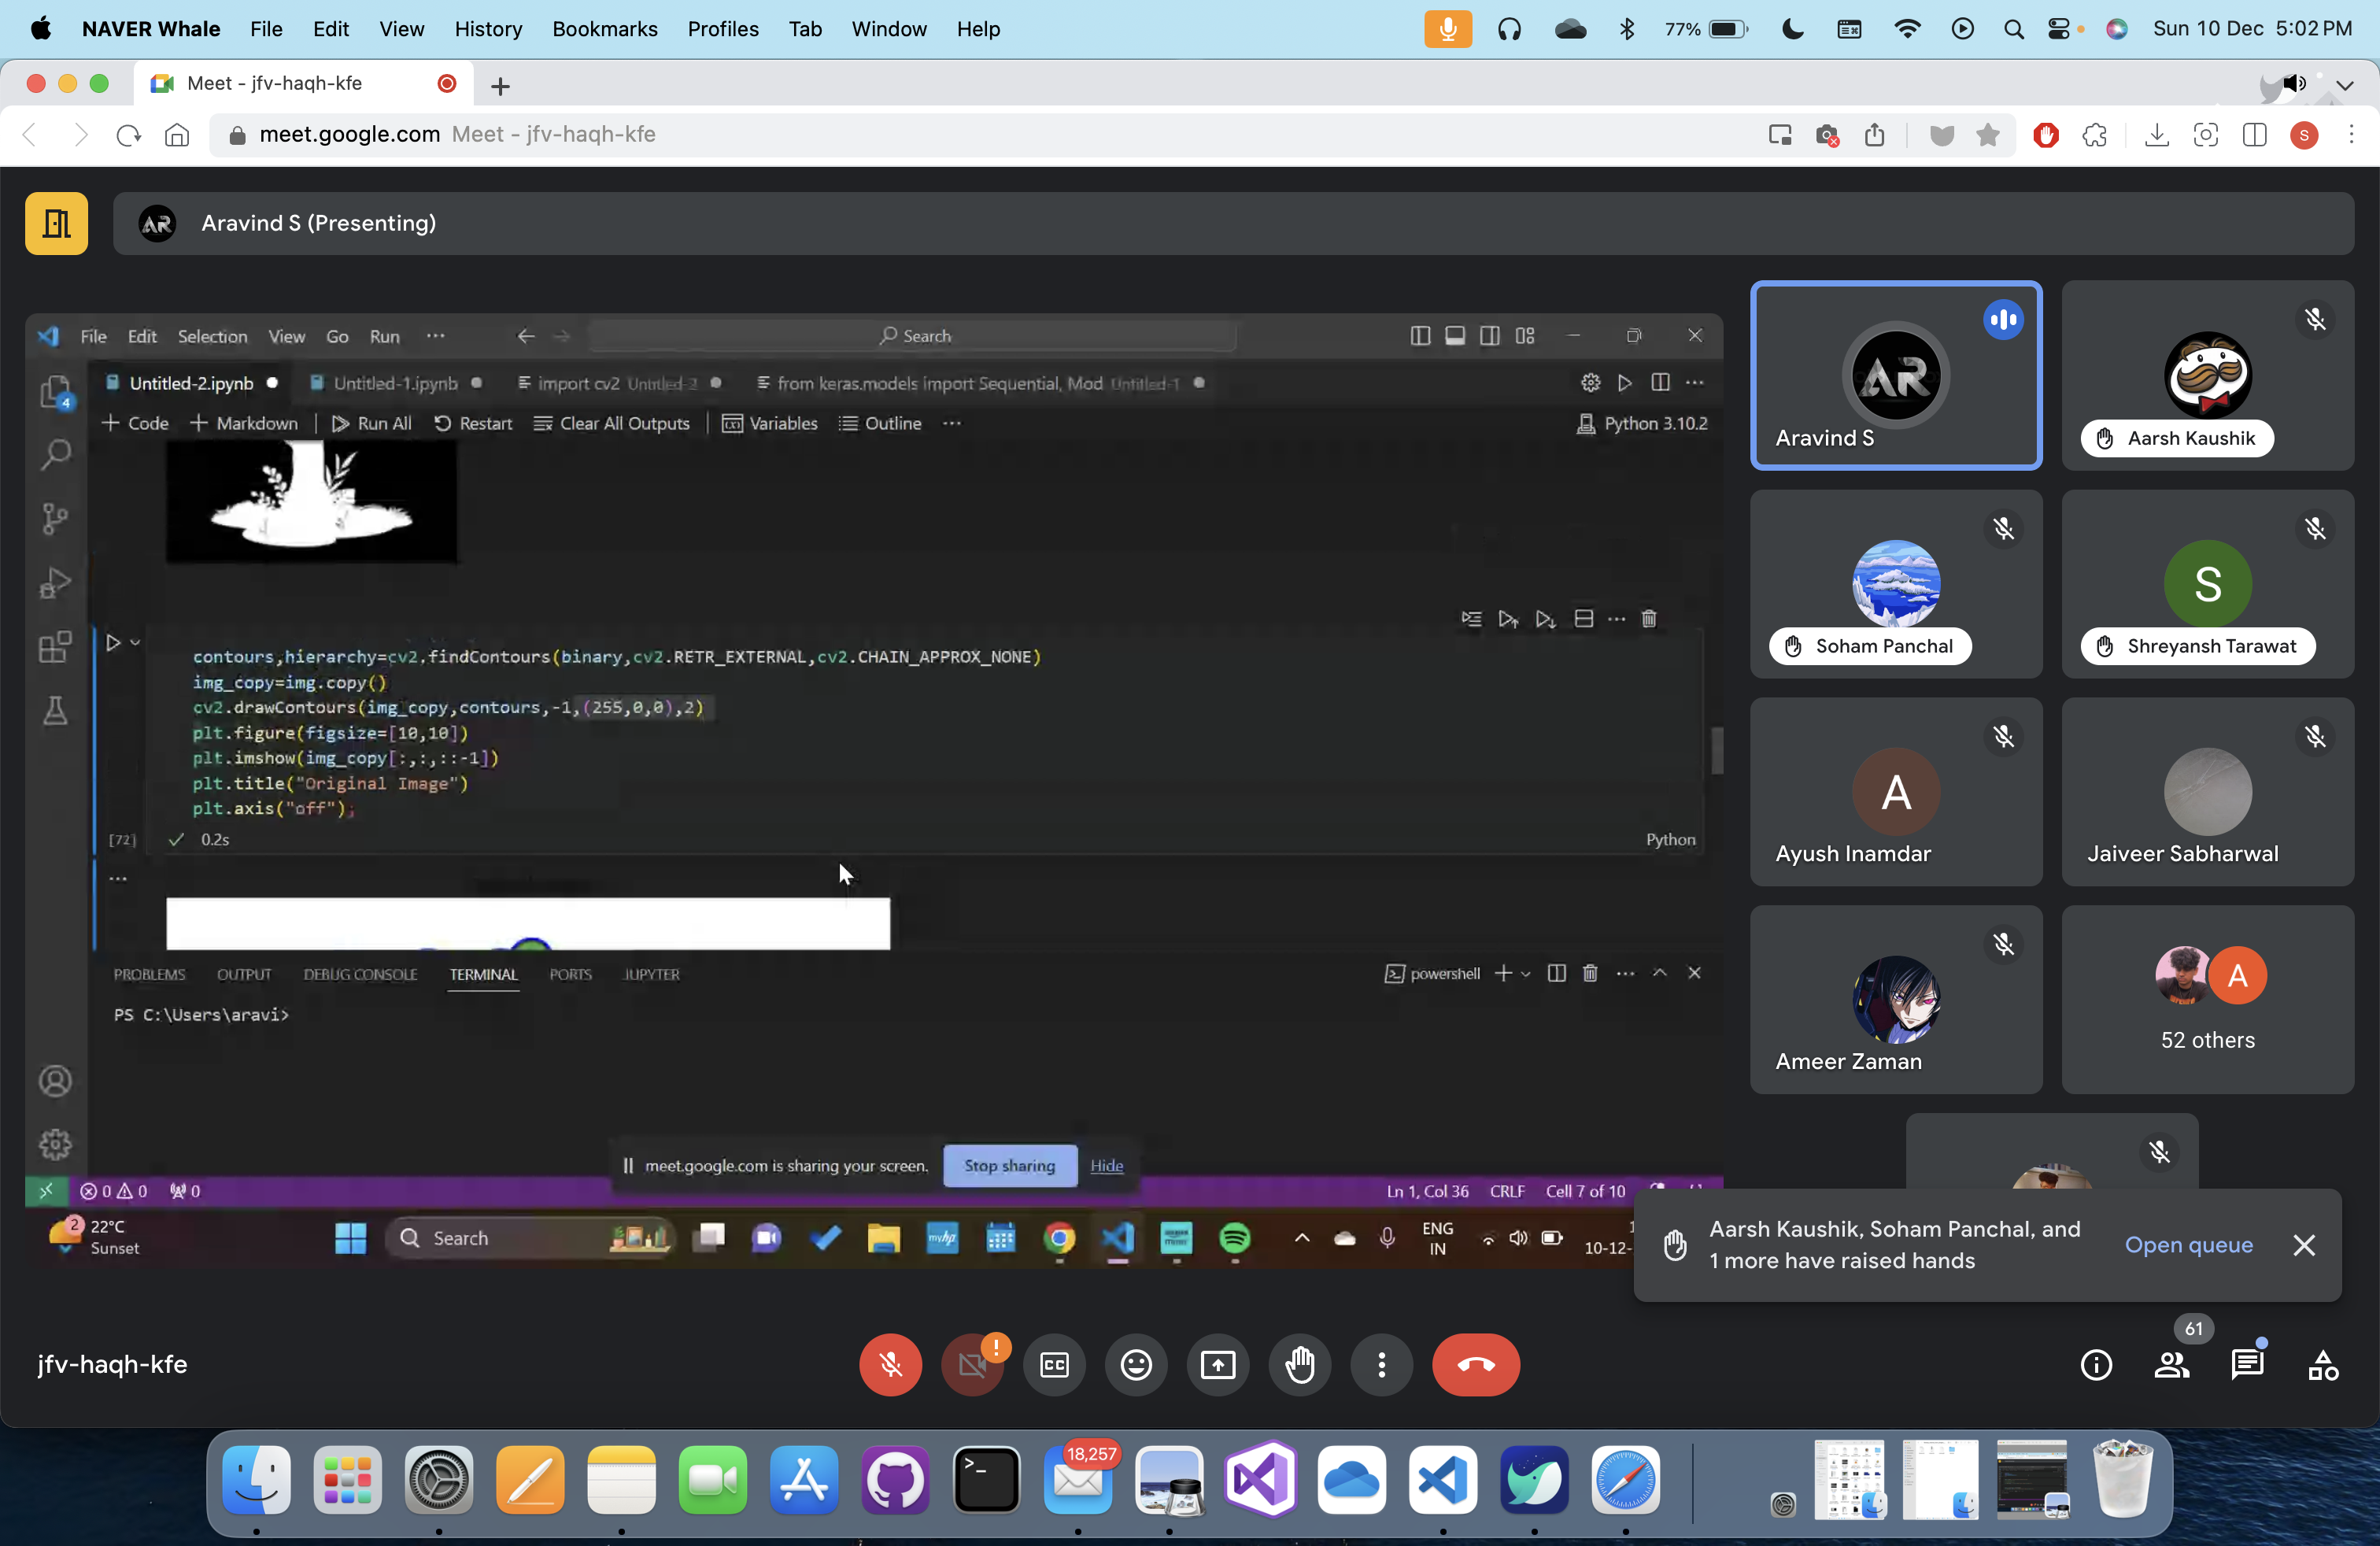 NAVER Whale File Edit View History Bookmarks Profiles Tab Window Help 77% Sun 10 Dec 5:02 PM
Meet - jfv-haqh-kfe
meet.google.com Meet - jfv-haqh-kfe
S
AR Aravind S (Presenting)
File Edit Selection View Go Run Search
Untitled-2.ipynb Untitled-1.ipynb import cv2 Untitled-2 from keras.models import Sequential, Mod Untitled-1
4
Code Markdown Run All Restart Clear All Outputs Variables Outline Python 3.10.2
contours,hierarchy=cv2.findContours(binary,cv2.RETR_EXTERNAL,cv2.CHAIN_APPROX_NONE)
img_copy=img.copy()
cv2.drawContours(img_copy,contours,-1,(255,0,0),2)
plt.figure(figsize=[10,10])
plt.imshow(img_copy[:,:,::-1])
plt.title("Original Image")
plt.axis("off");
[72] 0.2s Python
PROBLEMS OUTPUT DEBUG CONSOLE TERMINAL PORTS JUPYTER powershell
PS C:\Users\aravi>
meet.google.com is sharing your screen. Stop sharing Hide
0 0 0 Ln 1, Col 36 CRLF Cell 7 of 10
2 22°C
Sunset
Search
myhp
ENG
IN
10-12-
AR
Aravind S
Aarsh Kaushik
Soham Panchal
S
Shreyansh Tarawat
A
Ayush Inamdar
Jaiveer Sabharwal
Ameer Zaman
A
52 others
Aarsh Kaushik, Soham Panchal, and
1 more have raised hands
Open queue
jfv-haqh-kfe
!
CC
61
18,257